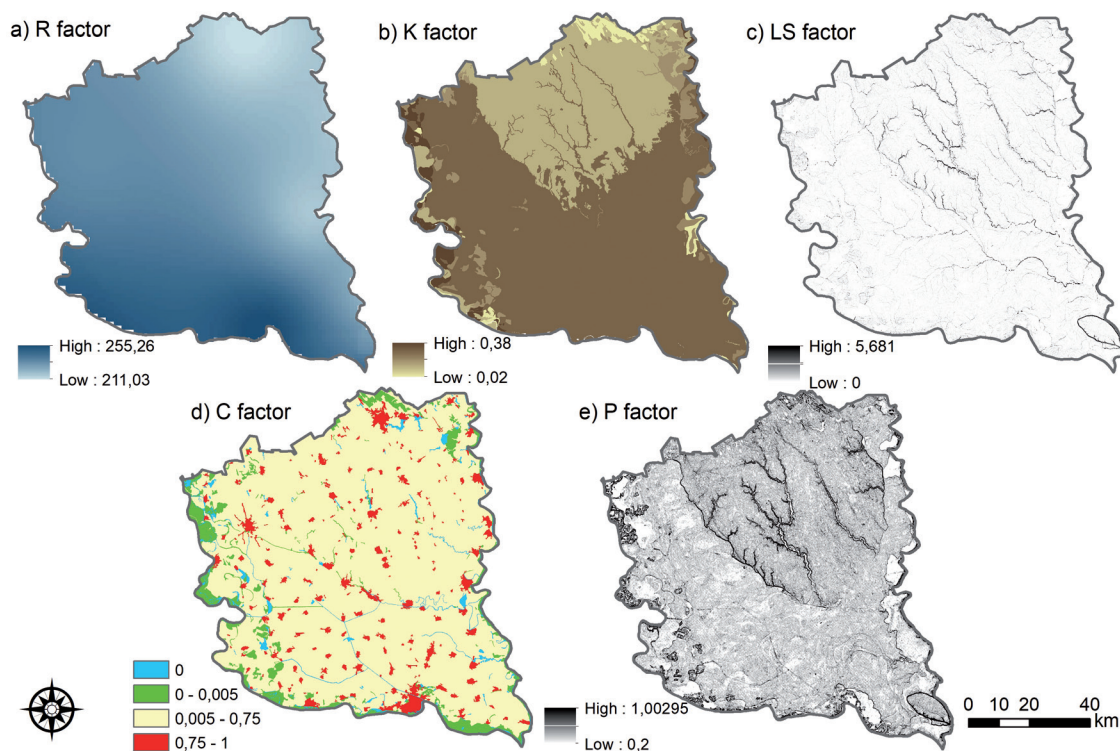 a) R factor
b) K factor
c) LS factor
High : 255,26
Low : 211,03
High : 0,38
Low : 0,02
High : 5,681
Low : 0
d) C factor
e) P factor
0
0 - 0,005
0,005 - 0,75
0,75 - 1
High : 1,00295
Low : 0,2
0 10 20 40
km